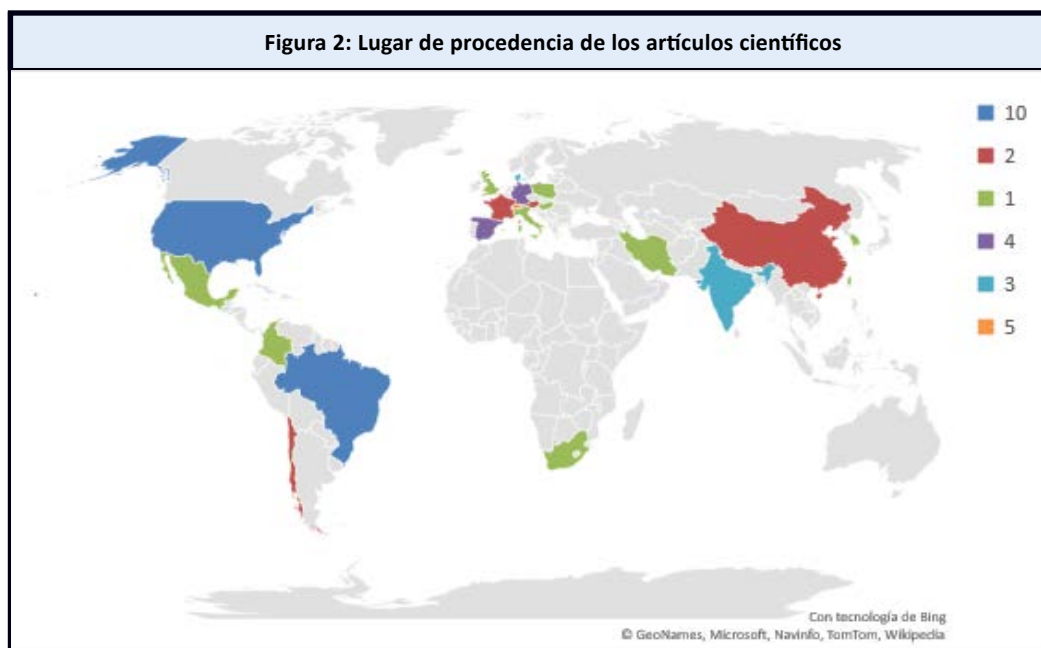 Figura 2: Lugar de procedencia de los artículos científicos
10
2
1
4
3
5
Con tecnología de Bing
© GeoNames, Microsoft, Navinfo, TomTom, Wikipedia